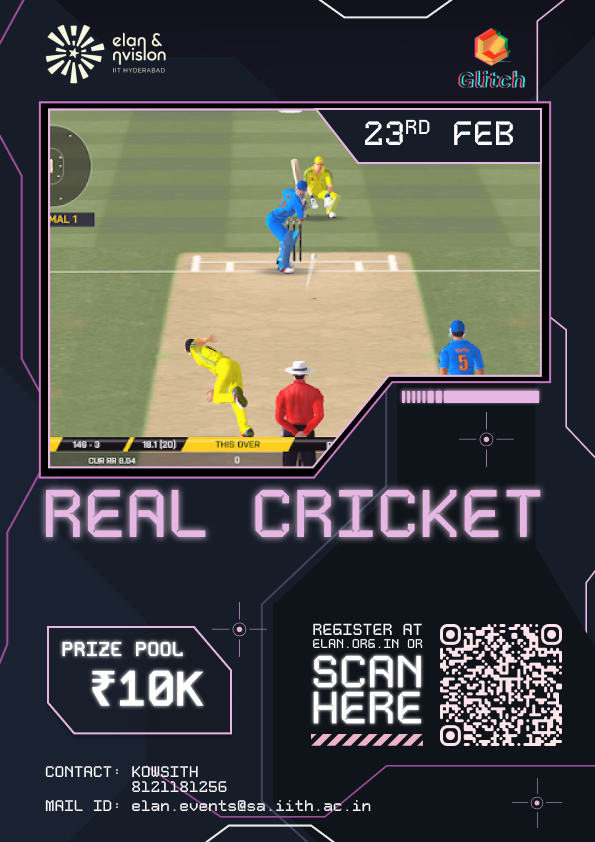 elan &
ηvision
IIT HYDERABAD
Glitch
23RD FEB
MAL 1
5
146 - 3
18.1 (20)
THIS OVER
CUR RR 8.04
0
REAL CRICKET
PRIZE POOL
₹10K
REGISTER AT
ELAN.ORG.IN OR
SCAN
HERE
CONTACT: KOWSITH
8121181256
MAIL ID: elan.events@sa.iith.ac.in